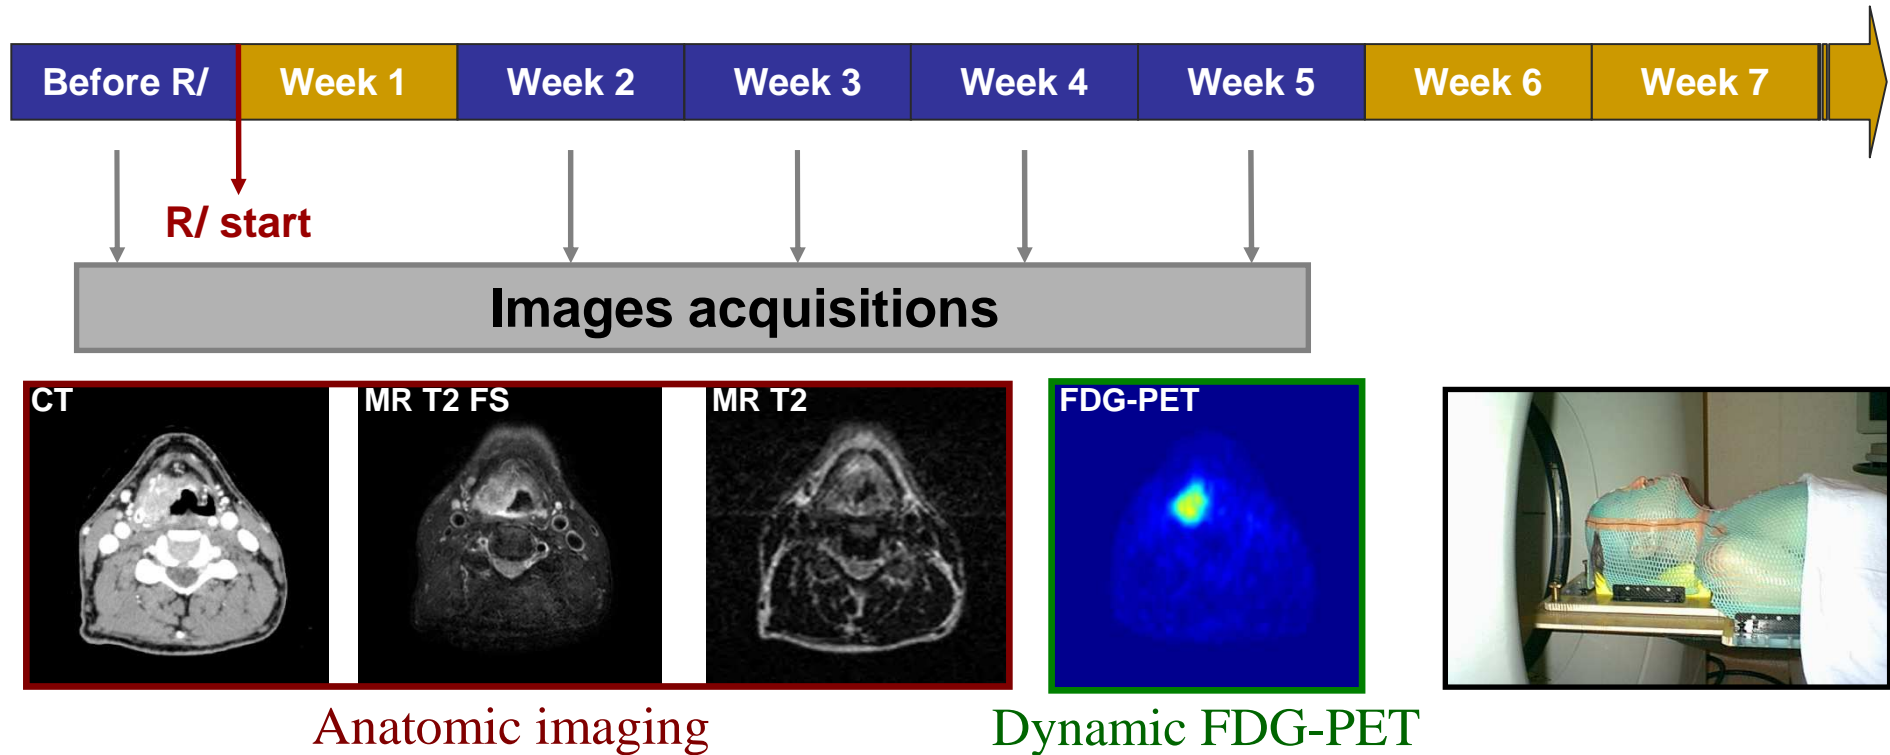 Before R/ Week 1 Week 2 Week 3 Week 4 Week 5 Week 6 Week 7
R/ start
Images acquisitions
CT MR T2 FS MR T2 FDG-PET
Anatomic imaging Dynamic FDG-PET